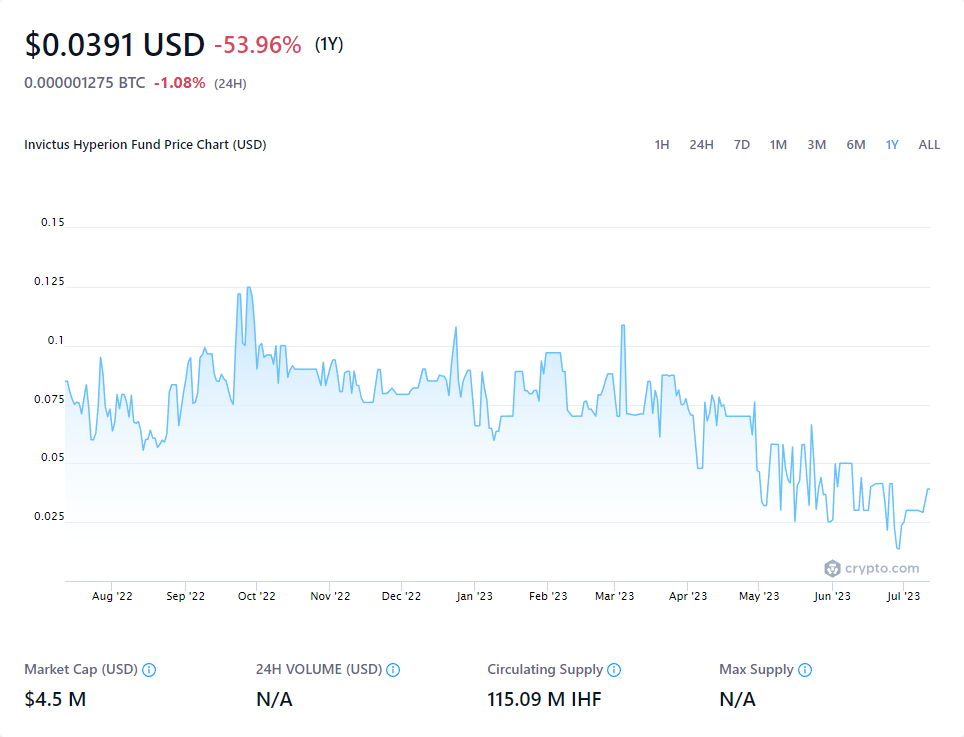 $0.0391 USD -53.96% (1Y)
0.000001275 BTC -1.08% (24H)
Invictus Hyperion Fund Price Chart (USD) 1H 24H 7D 1M 3M 6M 1Y ALL
0.15
0.125
0.1
0.075
0.05
0.025
crypto.com
Aug '22 Sep '22 Oct '22 Nov '22 Dec '22 Jan '23 Feb '23 Mar '23 Apr '23 May '23 Jun '23 Jul '23
Market Cap (USD) 24H VOLUME (USD) Circulating Supply Max Supply
$4.5 M N/A 115.09 M IHF N/A